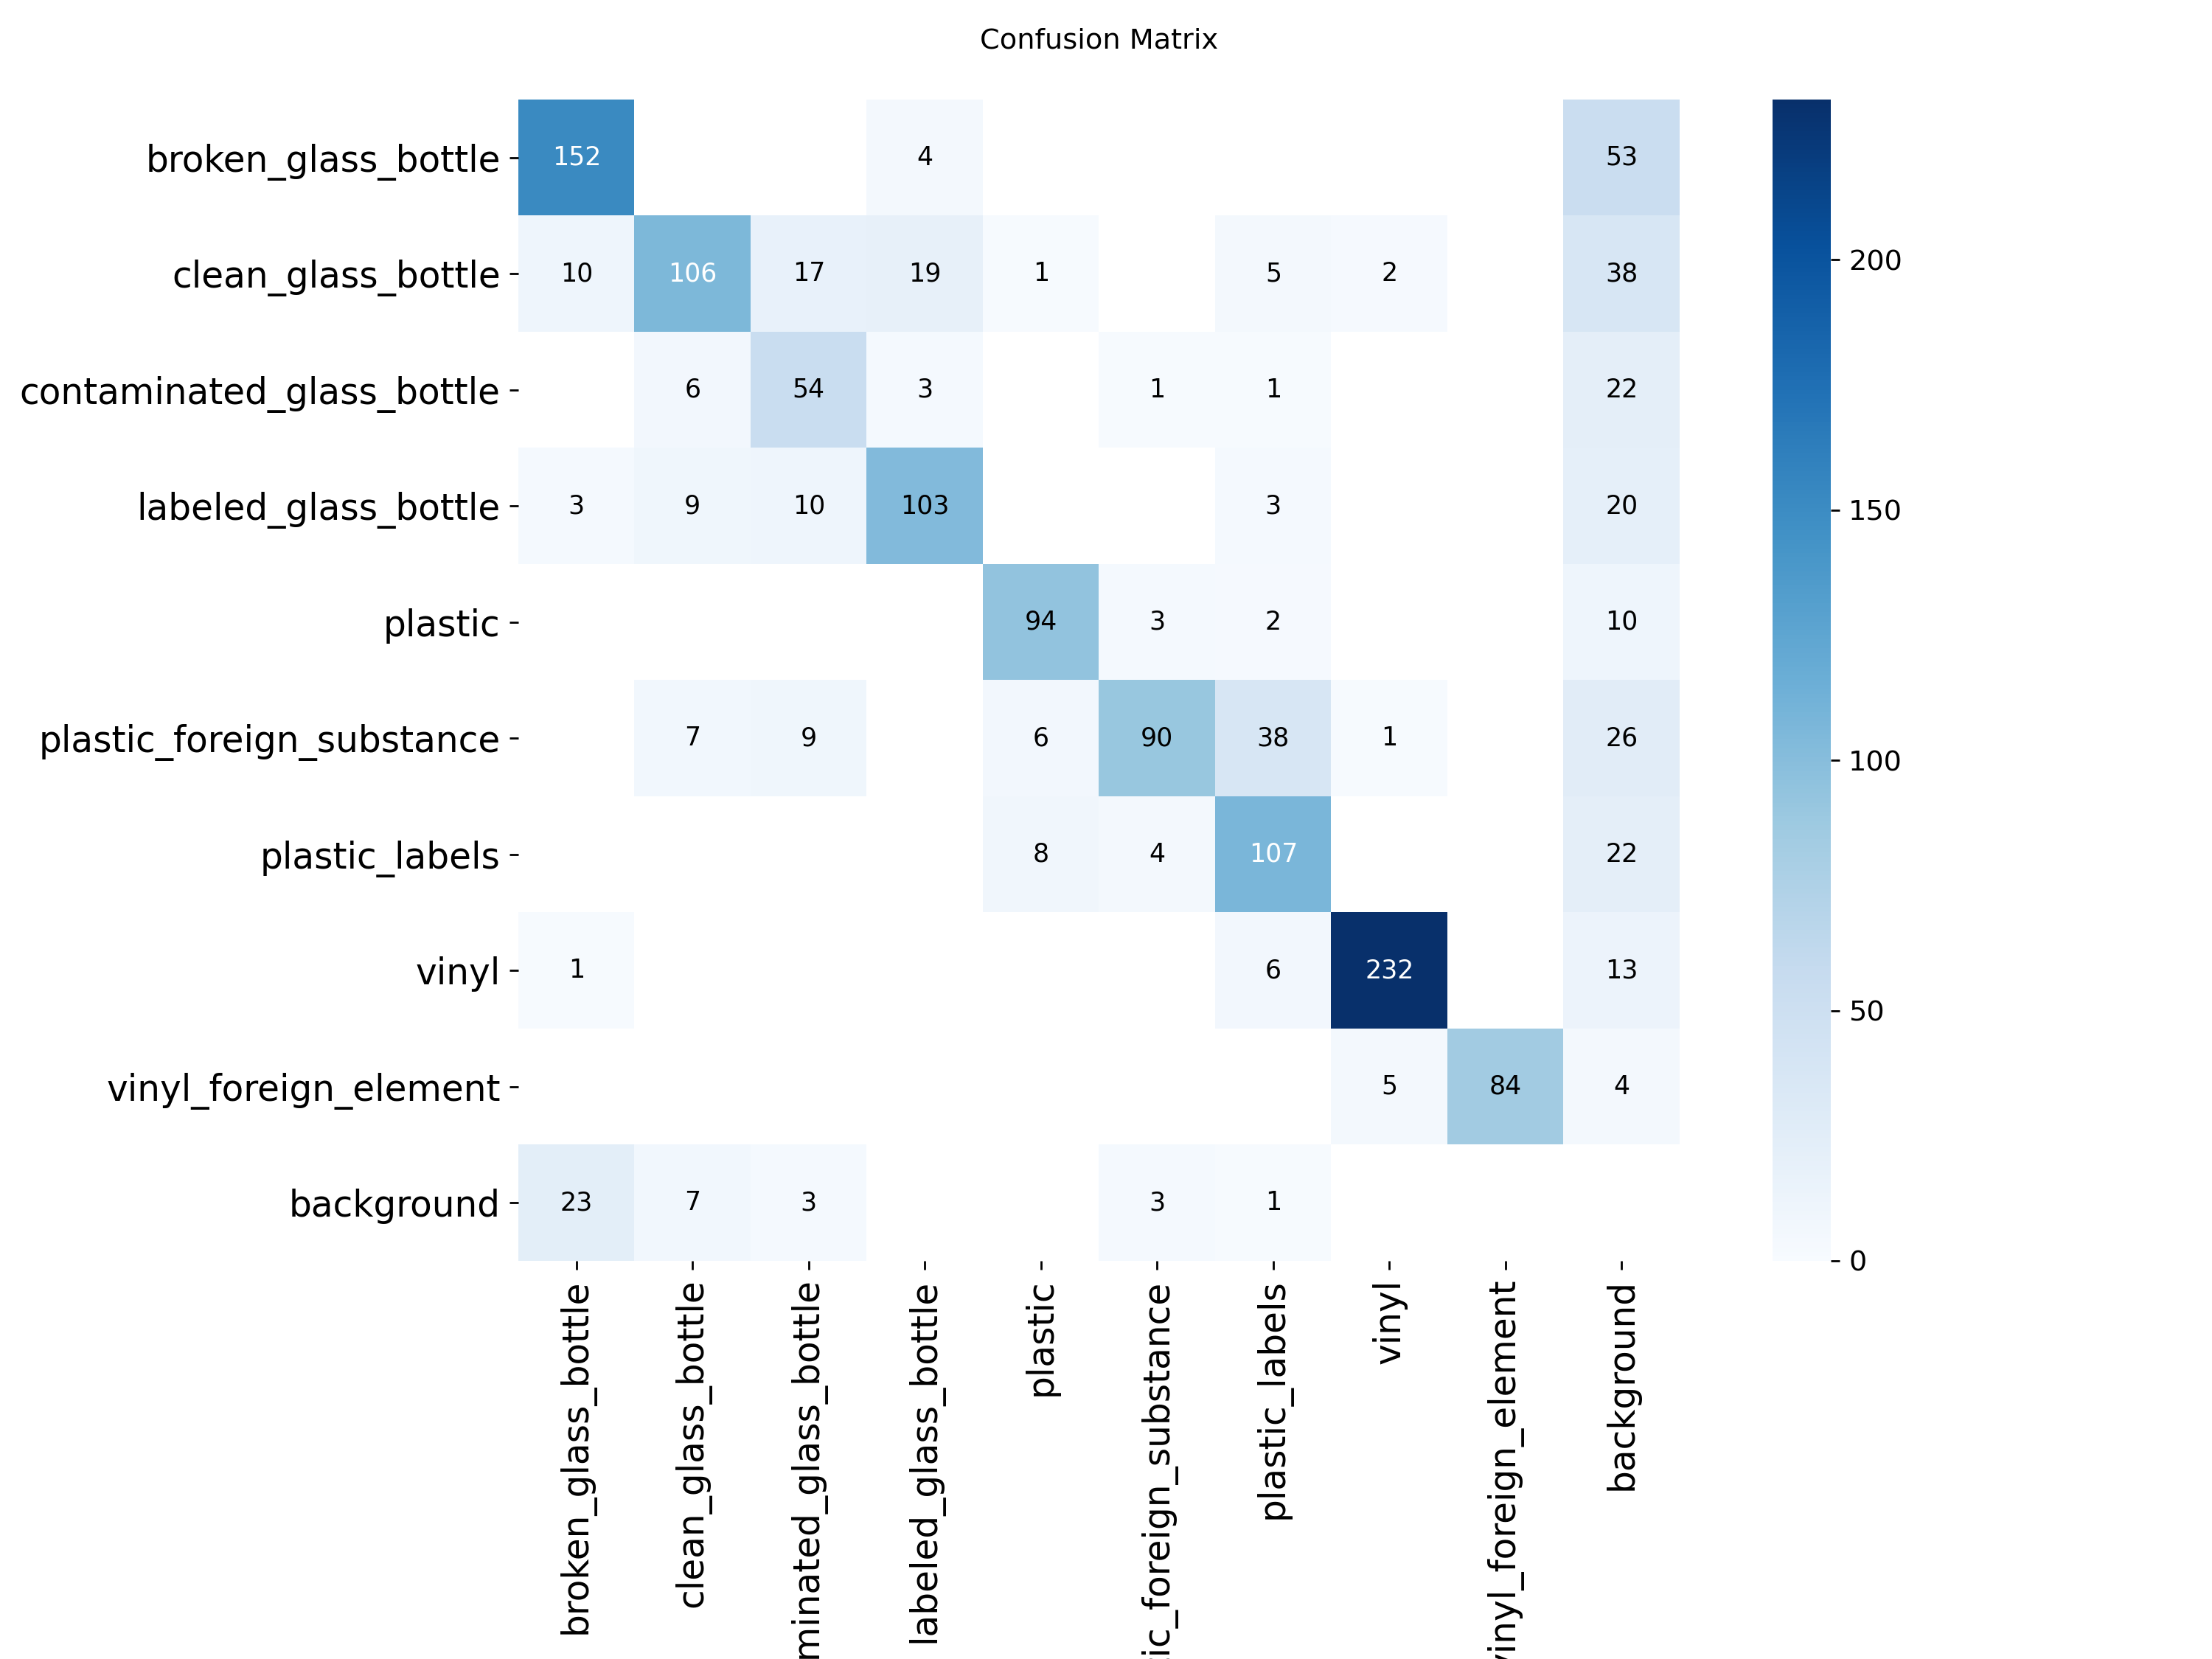 Confusion Matrix
broken_glass_bottle 152 4 53
clean_glass_bottle 10 106 17 19 1 5 2 38
contaminated_glass_bottle 6 54 3 1 1 22
labeled_glass_bottle 3 9 10 103 3 20
plastic 94 3 2 10
plastic_foreign_substance 7 9 6 90 38 1 26
plastic_labels 8 4 107 22
vinyl 1 6 232 13
vinyl_foreign_element 5 84 4
background 23 7 3 3 1
broken_glass_bottle
clean_glass_bottle
minated_glass_bottle
labeled_glass_bottle
plastic
tic_foreign_substance
plastic_labels
vinyl
vinyl_foreign_element
background
200
150
100
50
0